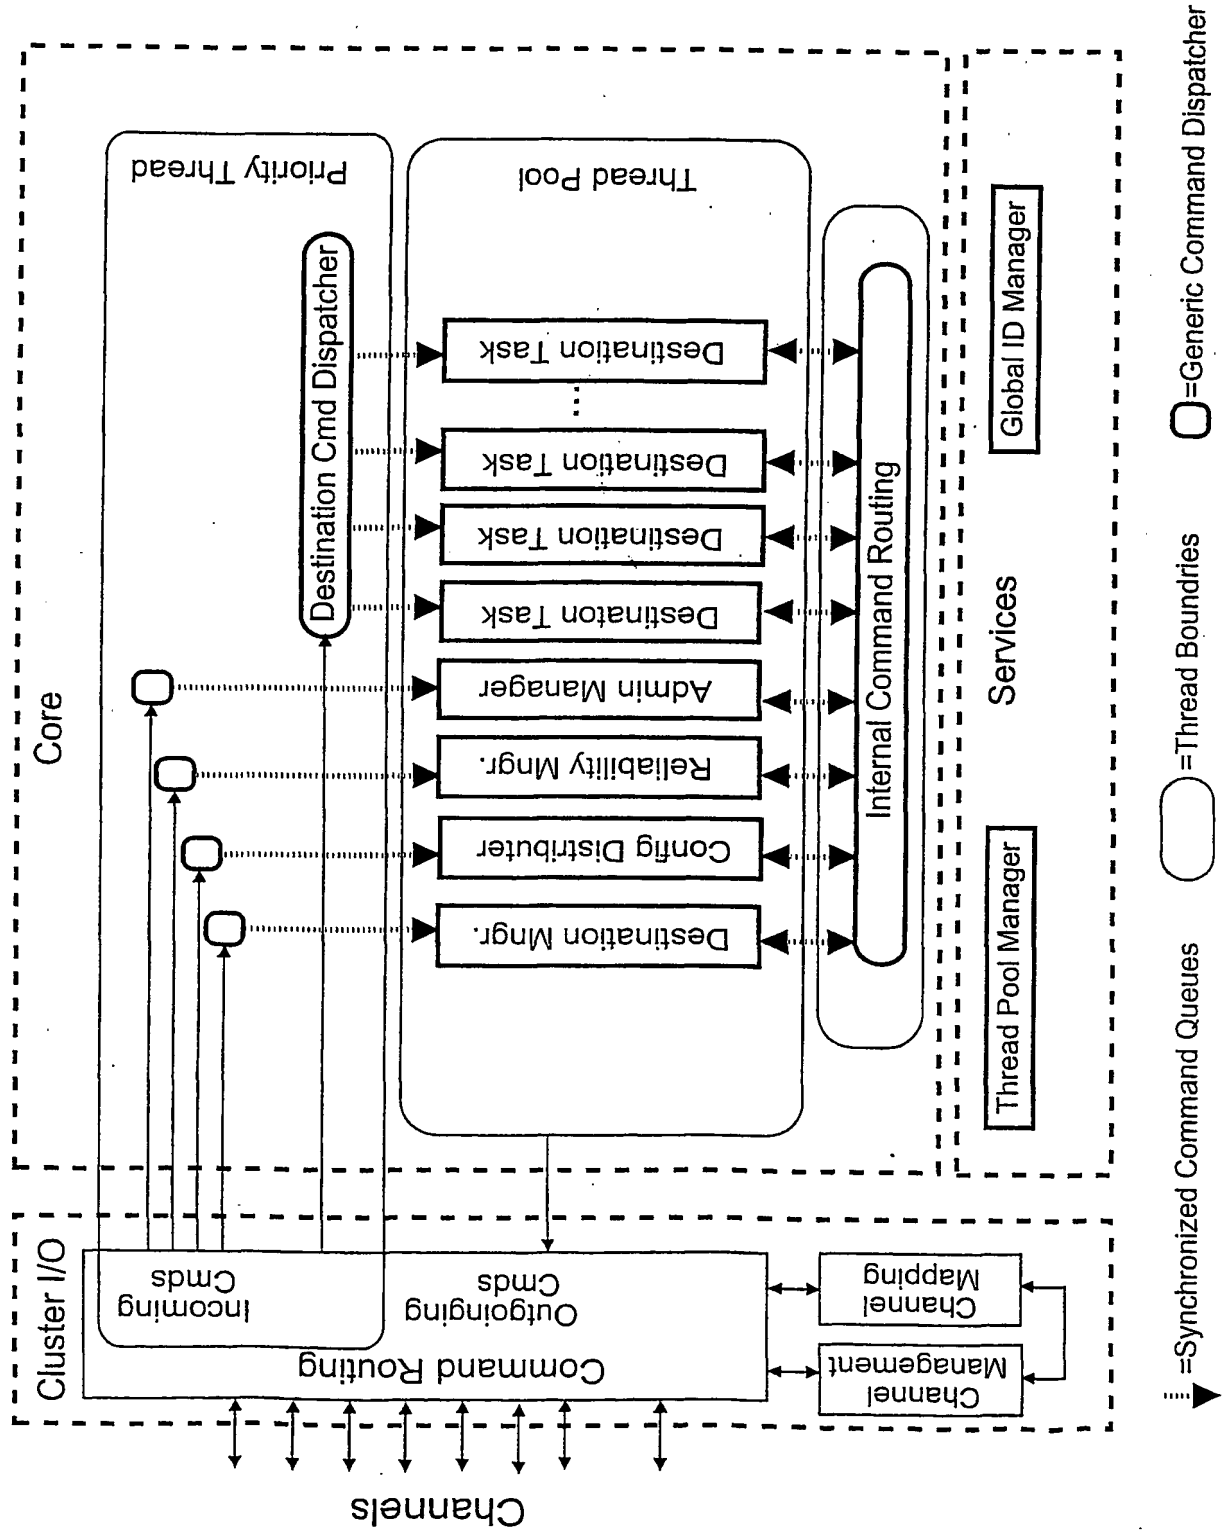 Channels
Cluster I/O
Command Routing
Incoming
Cmds
Outgoinging
Cmds
Channel
Management
Channel
Mapping
Core
Priority Thread
Destination Cmd Dispatcher
Thread Pool
Destination Mngr.
Config Distributer
Reliability Mngr.
Admin Manager
Destinaton Task
Destination Task
Destination Task
...
Destination Task
Internal Command Routing
Services
Thread Pool Manager
Global ID Manager
=Synchronized Command Queues
=Thread Boundries
=Generic Command Dispatcher